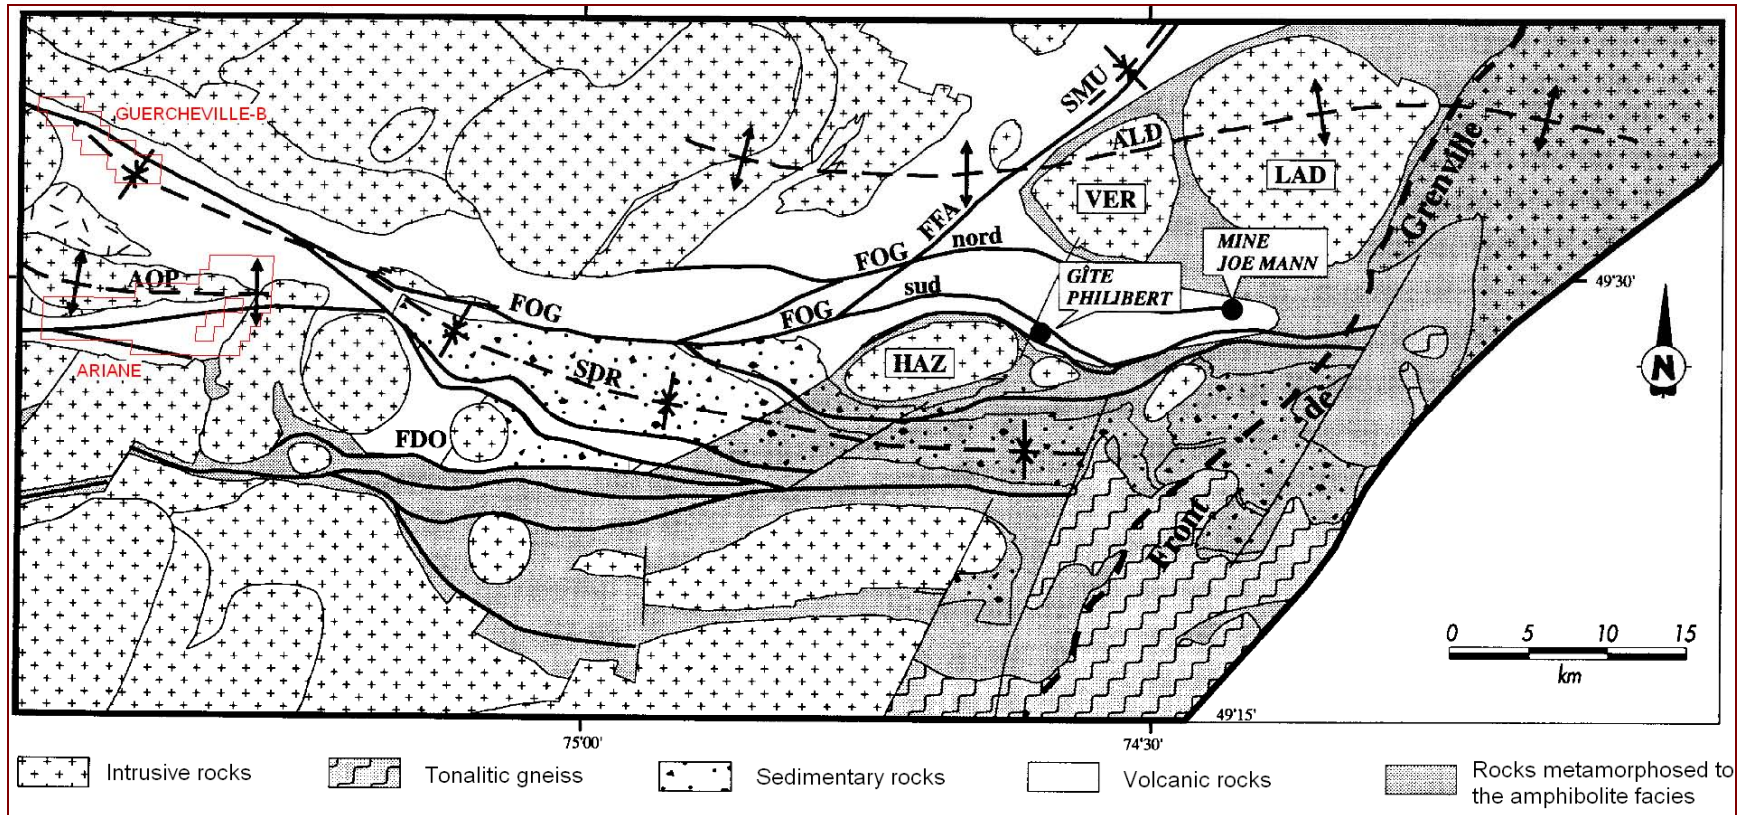 GUERCHEVILLE-B
SMU
ALD
LAD
VER
Grenville
FFA
nord
FOG
MINE
JOE MANN
GÎTE
PHILIBERT
AOP
sud
49'30'
FOG
FOG
N
ARIANE
SDR
HAZ
de
FDO
Front
0 5 10 15
km
49'15'
75'00'
74'30'
Intrusive rocks
Tonalitic gneiss
Sedimentary rocks
Volcanic rocks
Rocks metamorphosed to
the amphibolite facies